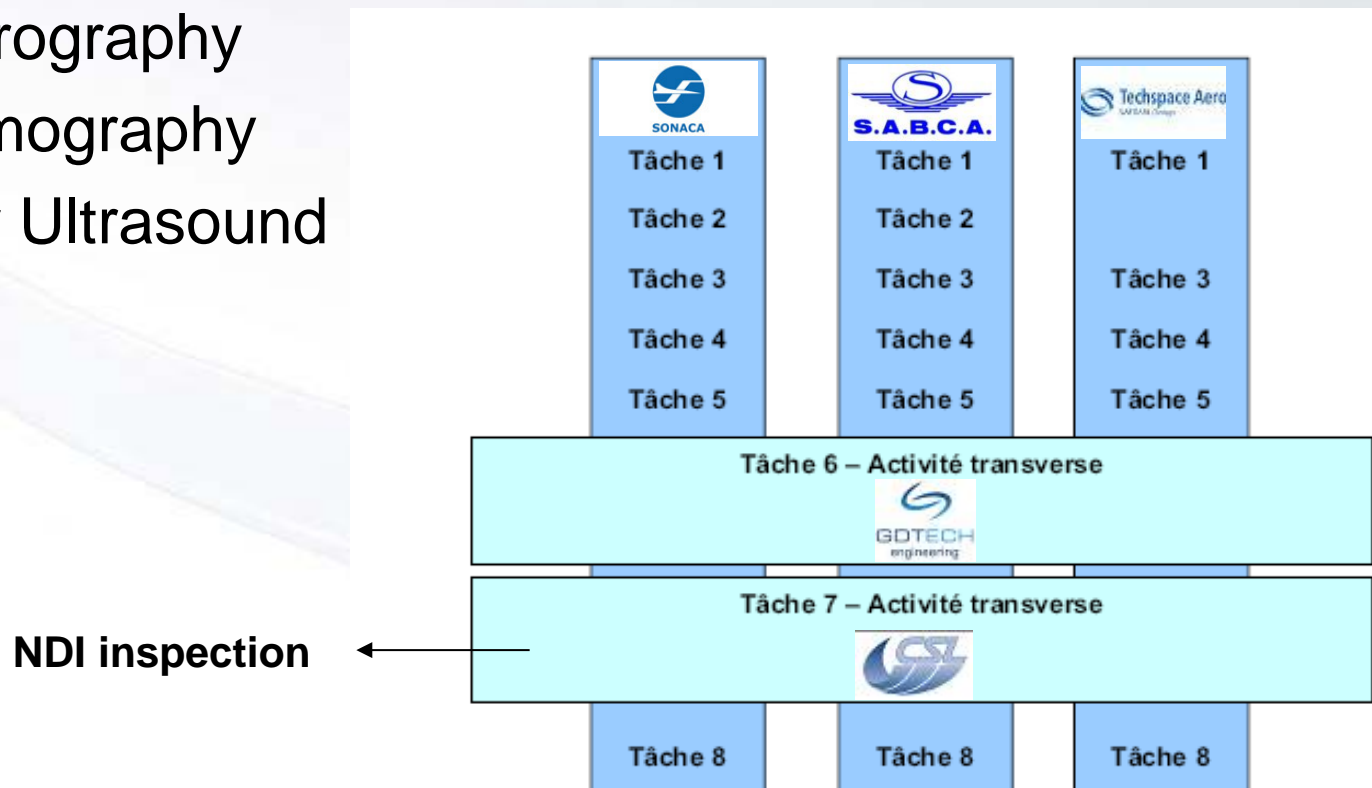 rography
mography
Ultrasound
SONACA
S.A.B.C.A.
Techspace Aero
Tâche 1 Tâche 1 Tâche 1
Tâche 2 Tâche 2
Tâche 3 Tâche 3 Tâche 3
Tâche 4 Tâche 4 Tâche 4
Tâche 5 Tâche 5 Tâche 5
Tâche 6 – Activité transverse
GDTECH
engineering
Tâche 7 – Activité transverse
NDI inspection
CSL
Tâche 8 Tâche 8 Tâche 8